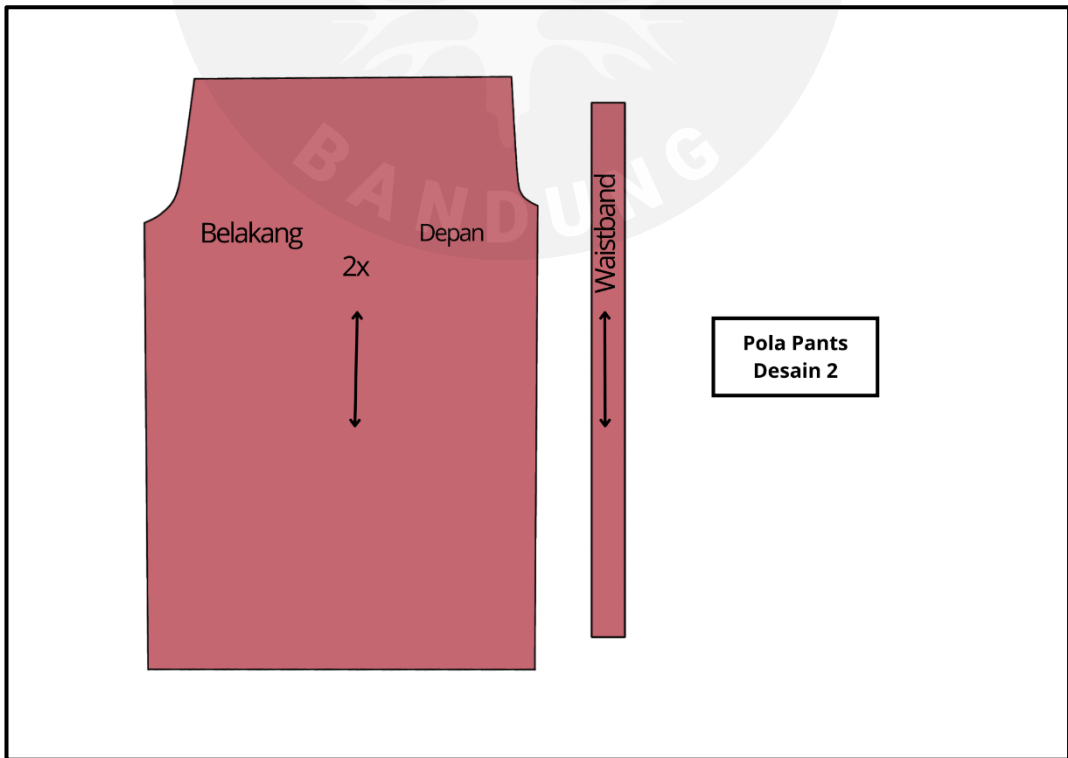 BANDUNG
Belakang
Depan
2x
Waistband
Pola Pants
Desain 2